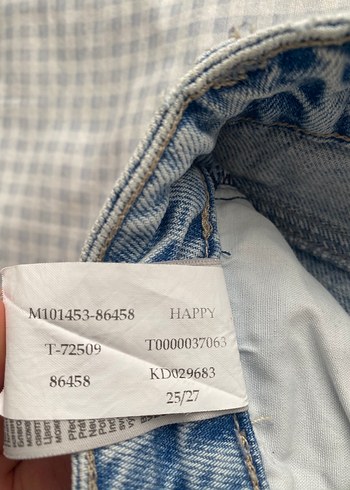 M101453-86458 HAPPY
T-72509 T0000037063
86458 KD029683
25/27